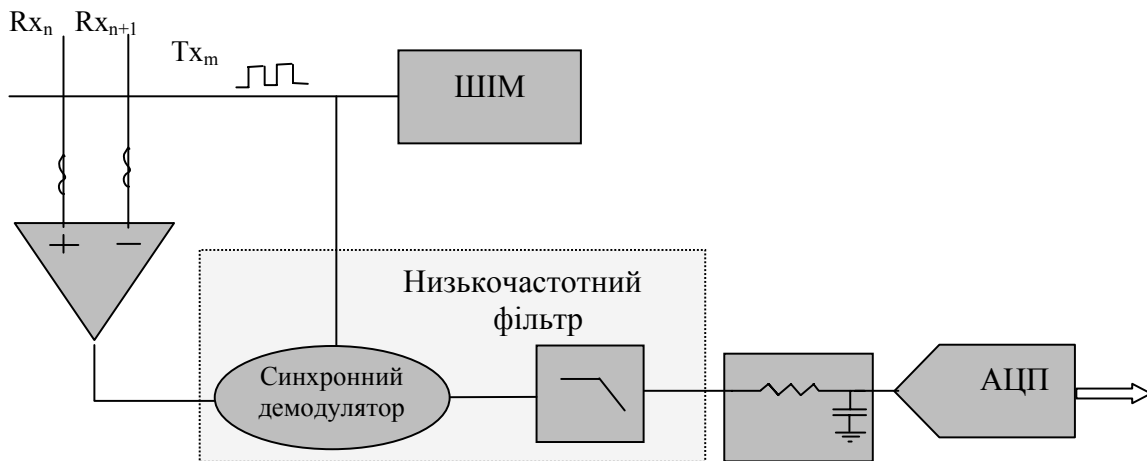 Rxn Rxn+1
Txm
ШІМ
+ −
Низькочастотний
фільтр
Синхронний
демодулятор
АЦП